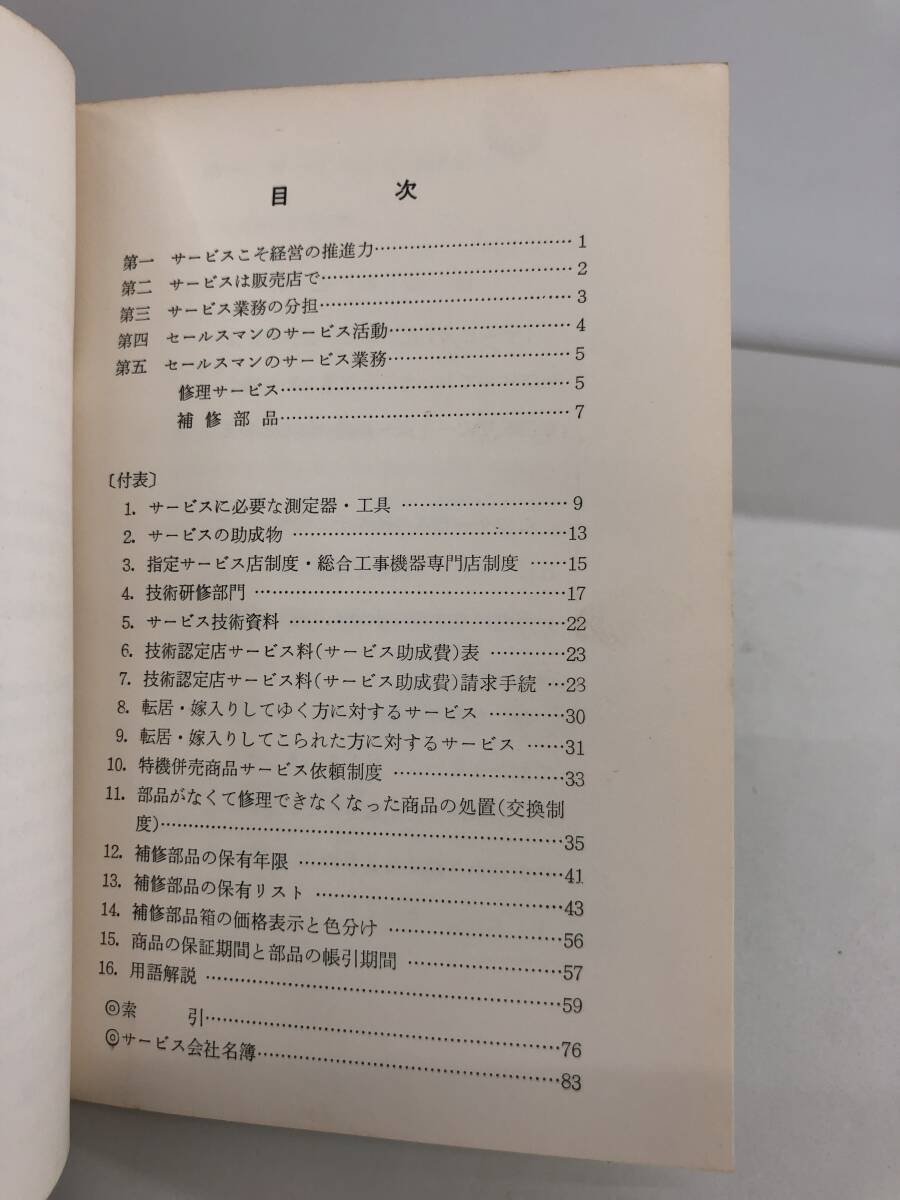 目　　次
第一　サービスこそ経営の推進力……………………………1
第二　サービスは販売店で……………………………………2
第三　サービス業務の分担……………………………………3
第四　セールスマンのサービス活動…………………………4
第五　セールスマンのサービス業務…………………………5
修理サービス…………………………………………5
補 修 部 品…………………………………………7
〔付表〕
1. サービスに必要な測定器・工具 ……………………… 9
2. サービスの助成物 ………………………………………13
3. 指定サービス店制度・総合工事機器専門店制度 ……15
4. 技術研修部門 ……………………………………………17
5. サービス技術資料 ………………………………………22
6. 技術認定店サービス料(サービス助成費)表 …………23
7. 技術認定店サービス料(サービス助成費)請求手続 …23
8. 転居・嫁入りしてゆく方に対するサービス …………30
9. 転居・嫁入りしてこられた方に対するサービス ……31
10. 特機併売商品サービス依頼制度 ………………………33
11. 部品がなくて修理できなくなった商品の処置(交換制
度)…………………………………………………………35
12. 補修部品の保有年限 ……………………………………41
13. 補修部品の保有リスト …………………………………43
14. 補修部品箱の価格表示と色分け ………………………56
15. 商品の保証期間と部品の帳引期間 ……………………57
16. 用語解説 …………………………………………………59
◎索　　引……………………………………………………76
◎サービス会社名簿…………………………………………83